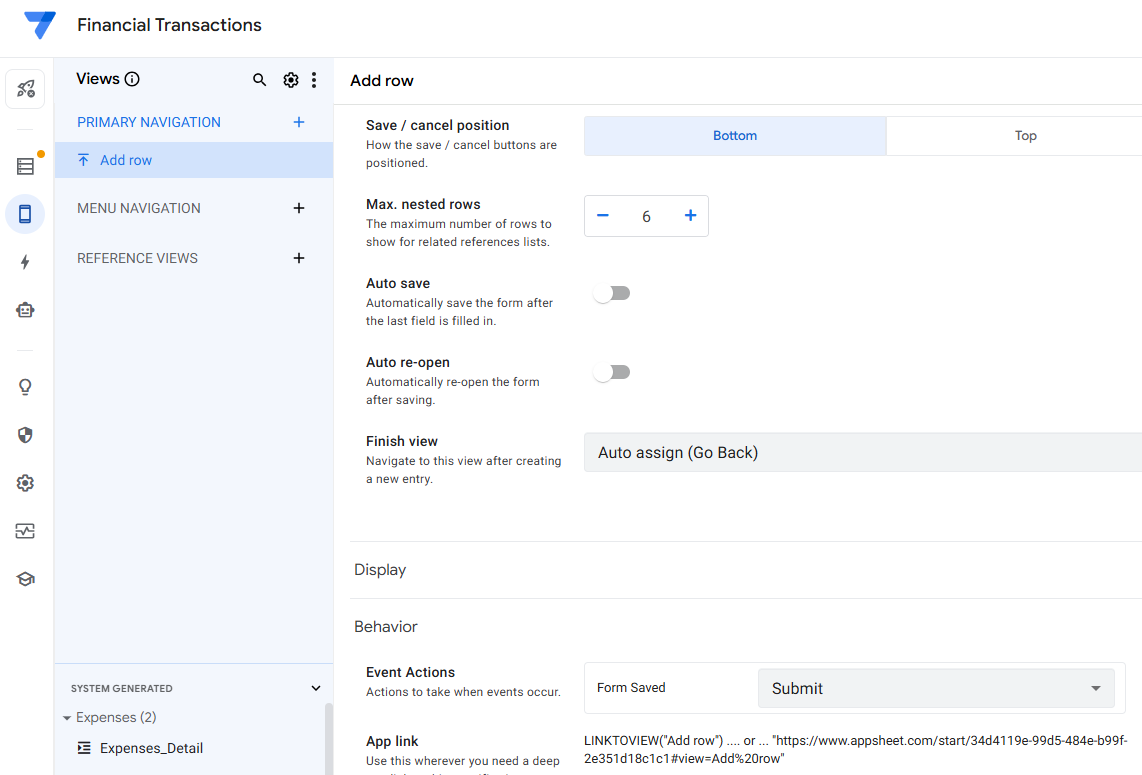 Financial Transactions
Views
PRIMARY NAVIGATION
Add row
MENU NAVIGATION
REFERENCE VIEWS
SYSTEM GENERATED
Expenses (2)
Expenses_Detail
Add row
Save / cancel position
How the save / cancel buttons are
positioned.
Bottom
Top
Max. nested rows
The maximum number of rows to
show for related references lists.
6
Auto save
Automatically save the form after
the last field is filled in.
Auto re-open
Automatically re-open the form
after saving.
Finish view
Navigate to this view after creating
a new entry.
Auto assign (Go Back)
Display
Behavior
Event Actions
Actions to take when events occur.
Form Saved
Submit
App link
Use this wherever you need a deep
LINKTOVIEW("Add row") .... or ... "https://www.appsheet.com/start/34d4119e-99d5-484e-b99f-
2e351d18c1c1#view=Add%20row"